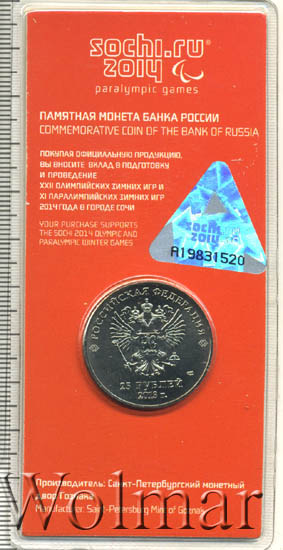 sochi.ru
2014
paralympic games
ПАМЯТНАЯ МОНЕТА БАНКА РОССИИ
COMMEMORATIVE COIN OF THE BANK OF RUSSIA
ПОКУПАЯ ОФИЦИАЛЬНУЮ ПРОДУКЦИЮ,
ВЫ ВНОСИТЕ ВКЛАД В ПОДГОТОВКУ
И ПРОВЕДЕНИЕ
XXII ОЛИМПИЙСКИХ ЗИМНИХ ИГР И
XI ПАРАЛИМПИЙСКИХ ЗИМНИХ ИГР
2014 ГОДА В ГОРОДЕ СОЧИ
YOUR PURCHASE SUPPORTS
THE SOCHI 2014 OLYMPIC AND
PARALYMPIC WINTER GAMES
sochi
2014
A19831520
РОССИЙСКАЯ ФЕДЕРАЦИЯ
25 РУБЛЕЙ
2013 г.
Производитель: Санкт-Петербургский монетный
двор Гознака
Manufacturer: Saint-Petersburg Mint of Goznak
Wolmar